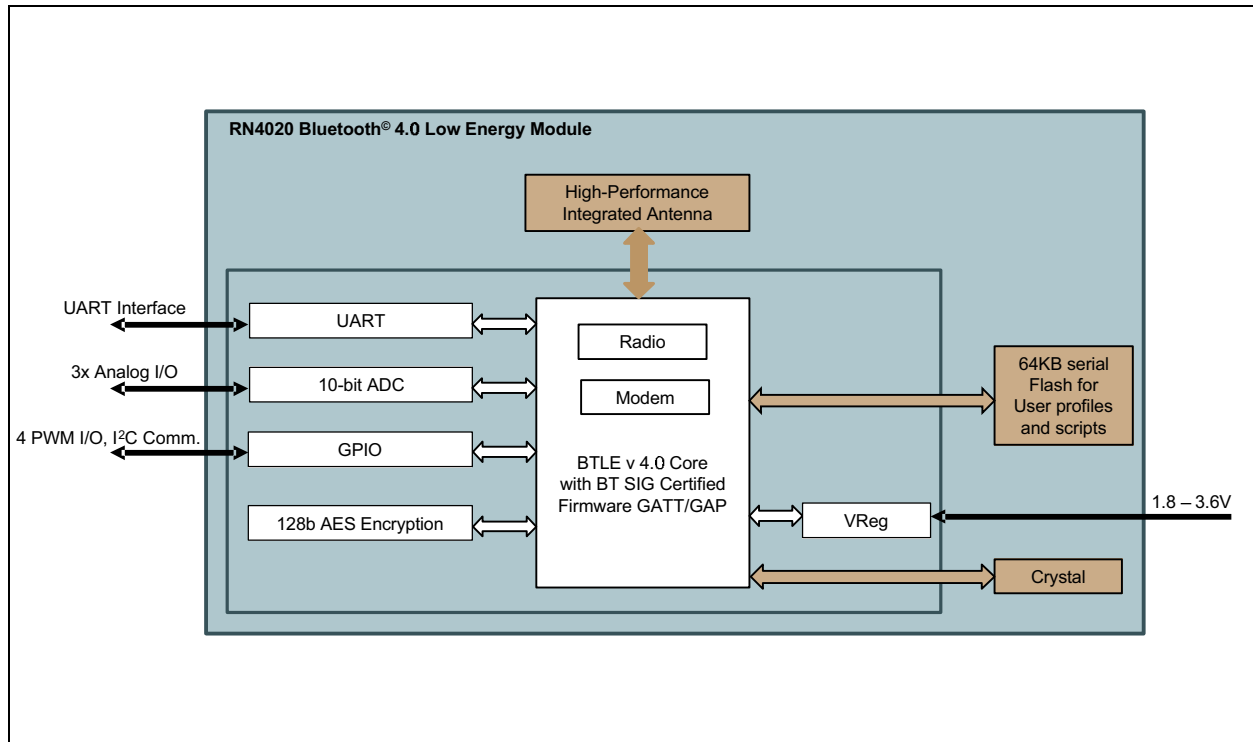 RN4020 Bluetooth© 4.0 Low Energy Module
High-Performance
Integrated Antenna
UART Interface
UART
Radio
3x Analog I/O
10-bit ADC
Modem
64KB serial
Flash for
User profiles
and scripts
4 PWM I/O, I²C Comm.
GPIO
BTLE v 4.0 Core
with BT SIG Certified
Firmware GATT/GAP
128b AES Encryption
VReg
1.8 – 3.6V
Crystal